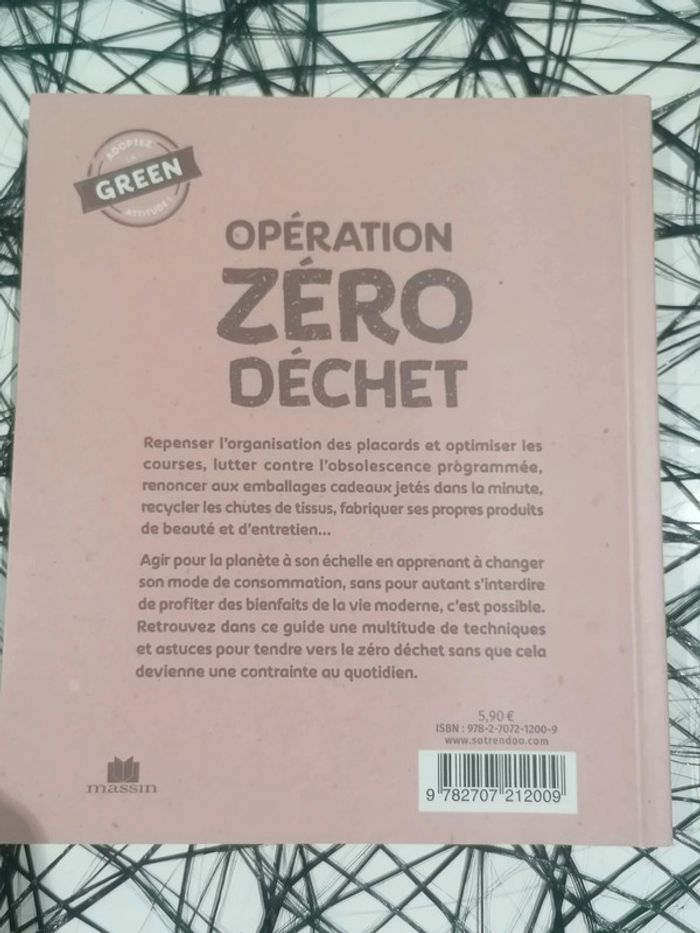 ADOPTEZ
LA
GREEN
ATTITUDE !
OPÉRATION
ZÉRO
DÉCHET
Repenser l'organisation des placards et optimiser les
courses, lutter contre l'obsolescence programmée,
renoncer aux emballages cadeaux jetés dans la minute,
recycler les chutes de tissus, fabriquer ses propres produits
de beauté et d'entretien...
Agir pour la planète à son échelle en apprenant à changer
son mode de consommation, sans pour autant s'interdire
de profiter des bienfaits de la vie moderne, c'est possible.
Retrouvez dans ce guide une multitude de techniques
et astuces pour tendre vers le zéro déchet sans que cela
devienne une contrainte au quotidien.
5,90 €
ISBN : 978-2-7072-1200-9
www.sotrendoo.com
massin
9 782707 212009